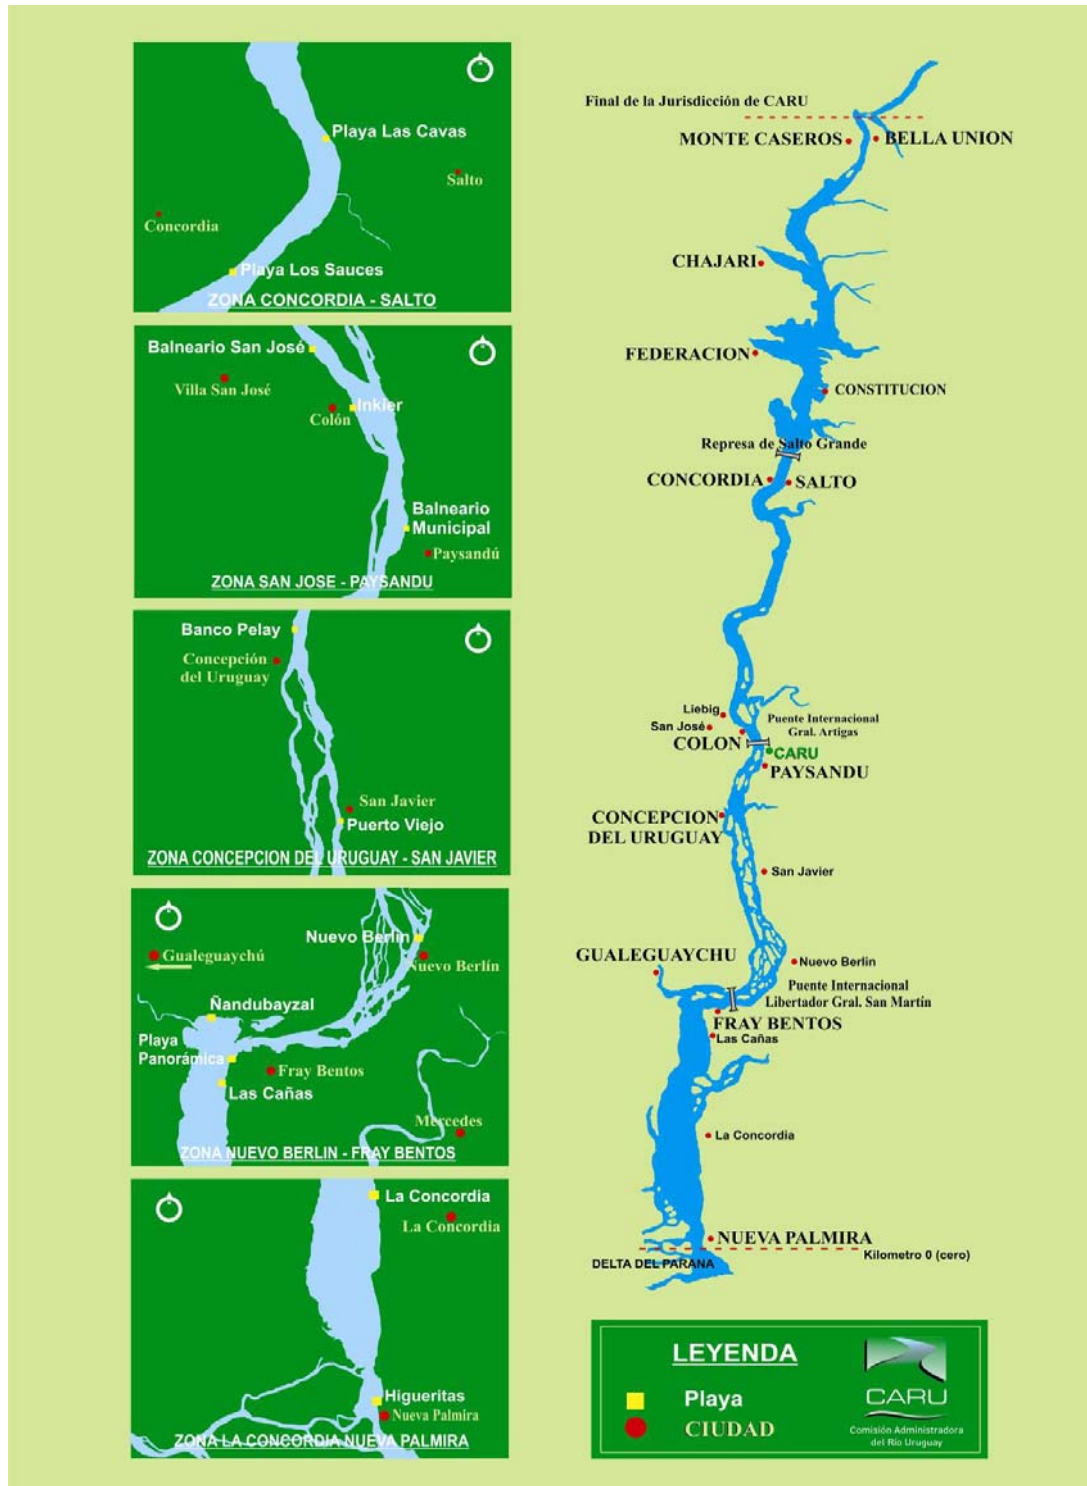 Playa Las Cavas
Salto
Concordia
Playa Los Sauces
ZONA CONCORDIA - SALTO
Balneario San José
Villa San José
Inkier
Colón
Balneario
Municipal
Paysandú
ZONA SAN JOSE - PAYSANDU
Banco Pelay
Concepción
del Uruguay
San Javier
Puerto Viejo
ZONA CONCEPCION DEL URUGUAY - SAN JAVIER
Nuevo Berlín
Nuevo Berlín
Gualeguaychú
Ñandubayzal
Playa
Panorámica
Fray Bentos
Las Cañas
Mercedes
ZONA NUEVO BERLIN - FRAY BENTOS
La Concordia
La Concordia
Higueritas
Nueva Palmira
ZONA LA CONCORDIA NUEVA PALMIRA
Final de la Jurisdicción de CARU
MONTE CASEROS
BELLA UNION
CHAJARI
FEDERACION
CONSTITUCION
Represa de Salto Grande
CONCORDIA
SALTO
Liebig
San José
COLON
Puente Internacional
Gral. Artigas
CARU
PAYSANDU
CONCEPCION
DEL URUGUAY
San Javier
GUALEGUAYCHU
Nuevo Berlin
Puente Internacional
Libertador Gral. San Martín
FRAY BENTOS
Las Cañas
La Concordia
NUEVA PALMIRA
Kilometro 0 (cero)
DELTA DEL PARANA
LEYENDA
Playa
CIUDAD
CARU
Comisión Administradora
del Río Uruguay